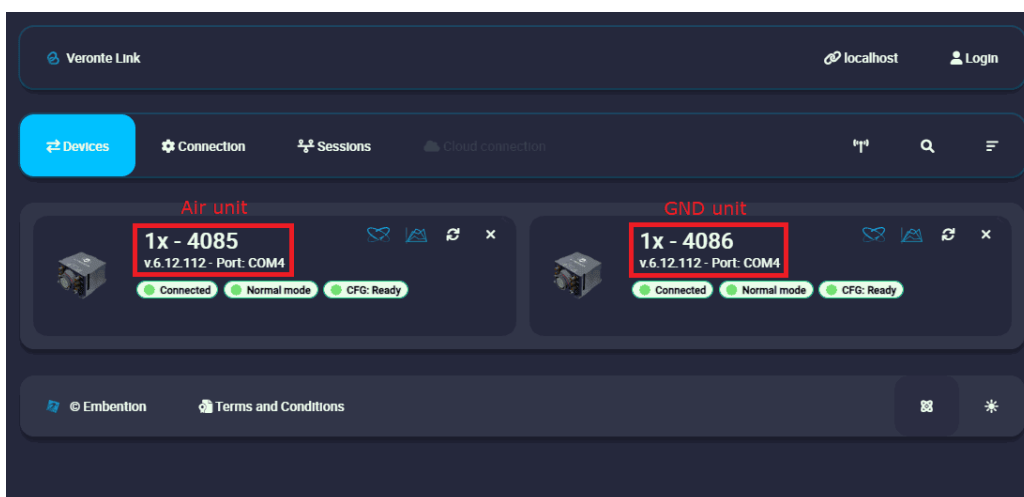 Veronte Link
localhost
Login
Devices
Connection
Sessions
Cloud connection
Air unit
GND unit
1x - 4085
v.6.12.112 - Port: COM4
Connected
Normal mode
CFG: Ready
1x - 4086
v.6.12.112 - Port: COM4
Connected
Normal mode
CFG: Ready
© Embention
Terms and Conditions